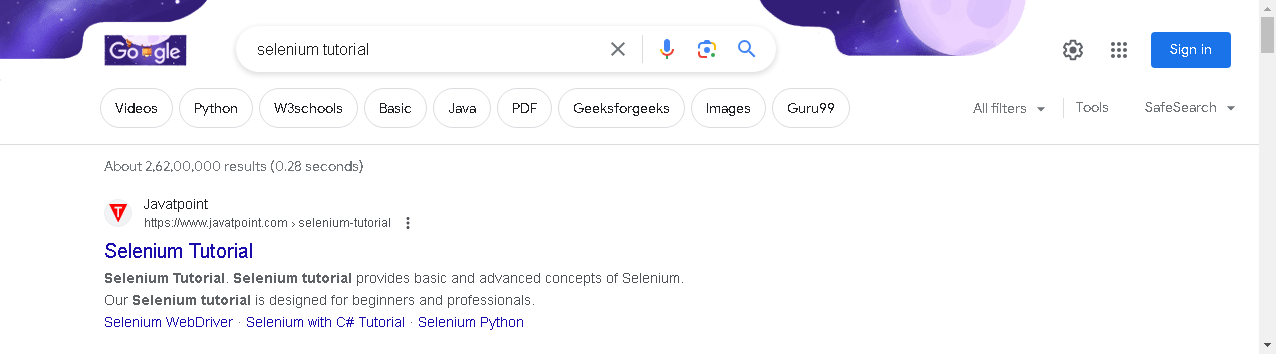 Google
selenium tutorial
Sign in
Videos Python W3schools Basic Java PDF Geeksforgeeks Images Guru99 All filters Tools SafeSearch
About 2,62,00,000 results (0.28 seconds)
T
Javatpoint
https://www.javatpoint.com › selenium-tutorial
Selenium Tutorial
Selenium Tutorial. Selenium tutorial provides basic and advanced concepts of Selenium.
Our Selenium tutorial is designed for beginners and professionals.
Selenium WebDriver · Selenium with C# Tutorial · Selenium Python